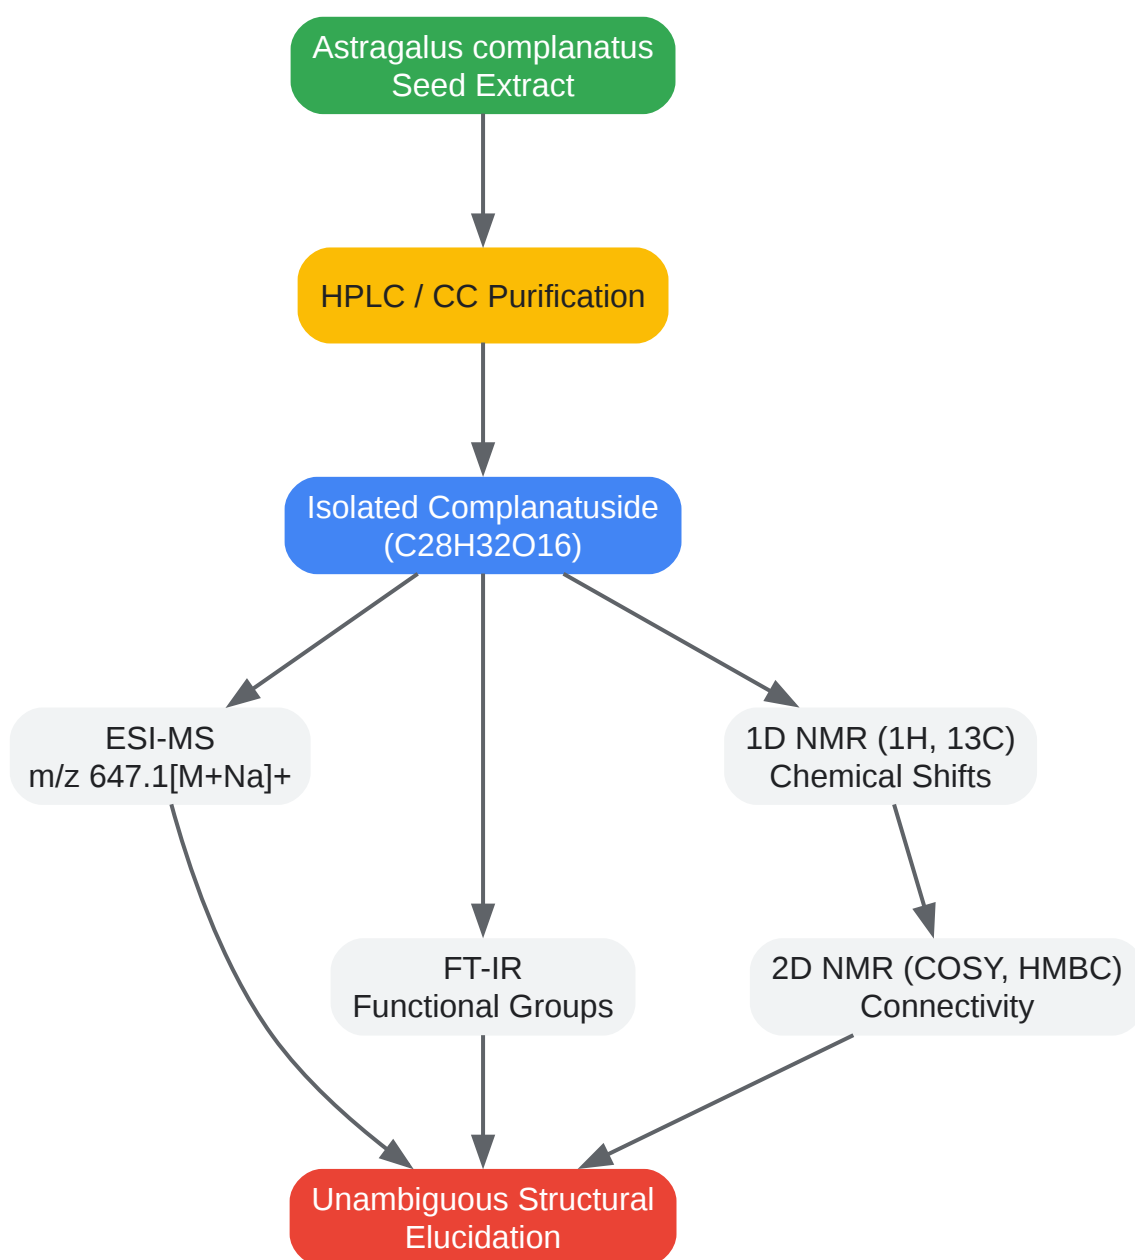 Astragalus complanatus
Seed Extract
HPLC / CC Purification
Isolated Complanatuside
(C28H32O16)
ESI-MS
m/z 647.1[M+Na]+
1D NMR (1H, 13C)
Chemical Shifts
FT-IR
Functional Groups
2D NMR (COSY, HMBC)
Connectivity
Unambiguous Structural
Elucidation